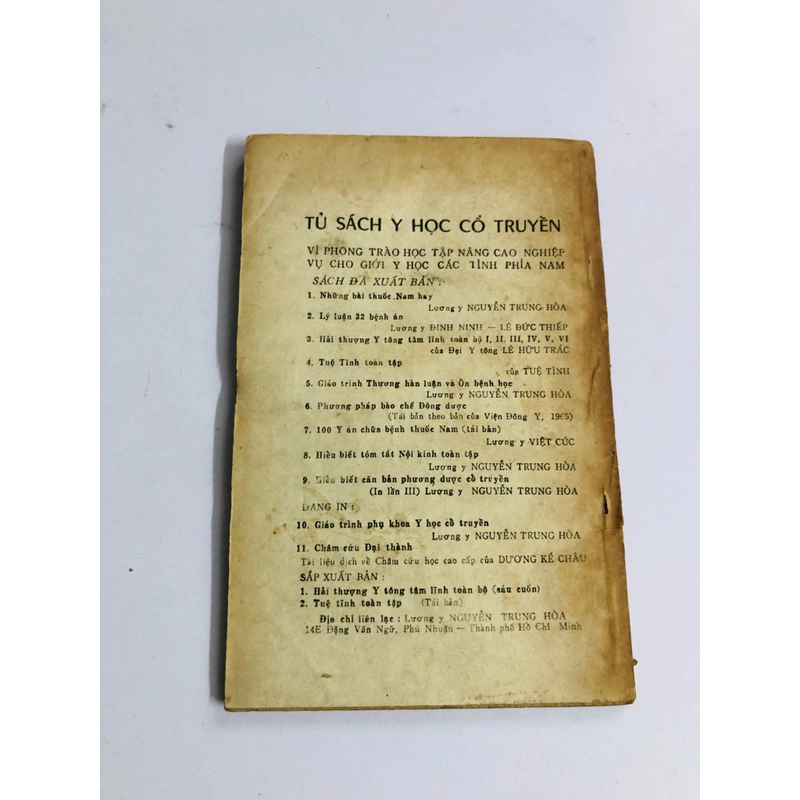 TỦ SÁCH Y HỌC CỔ TRUYỀN
VÌ PHONG TRÀO HỌC TẬP NÂNG CAO NGHIỆP
VỤ CHO GIỚI Y HỌC CÁC TỈNH PHÍA NAM
SÁCH ĐÃ XUẤT BẢN :
1. Những bài thuốc Nam hay
Lương y NGUYỄN TRUNG HÒA
2. Lý luận 32 bệnh án
Lương y ĐINH NINH — LÊ ĐỨC THIẾP
3. Hải thượng Y tông tâm lĩnh toàn bộ I, II, III, IV, V, VI
của Đại Y tông LÊ HỮU TRÁC
4. Tuệ Tĩnh toàn tập
của TUỆ TĨNH
5. Giáo trình Thương hàn luận và Ôn bệnh học
Lương y NGUYỄN TRUNG HÒA
6. Phương pháp bào chế Đông dược
(Tái bản theo bản của Viện Đông Y, 1965)
7. 100 Y án chữa bệnh thuốc Nam (tái bản)
Lương y VIỆT CÚC
8. Hiểu biết tóm tắt Nội kinh toàn tập
Lương y NGUYỄN TRUNG HÒA
9. Hiểu biết căn bản phương dược cổ truyền
(In lần III) Lương y NGUYỄN TRUNG HÒA
ĐANG IN :
10. Giáo trình phụ khoa Y học cổ truyền
Lương y NGUYỄN TRUNG HÒA
11. Châm cứu Đại thành
Tài liệu dịch về Châm cứu học cao cấp của DƯƠNG KẾ CHÂU
SẮP XUẤT BẢN :
1. Hải thượng Y tông tâm lĩnh toàn bộ (sáu cuốn)
2. Tuệ tĩnh toàn tập (Tái bản)
Địa chỉ liên lạc : Lương y NGUYỄN TRUNG HÒA
14E Đặng Văn Ngữ, Phú Nhuận — Thành phố Hồ Chí Minh